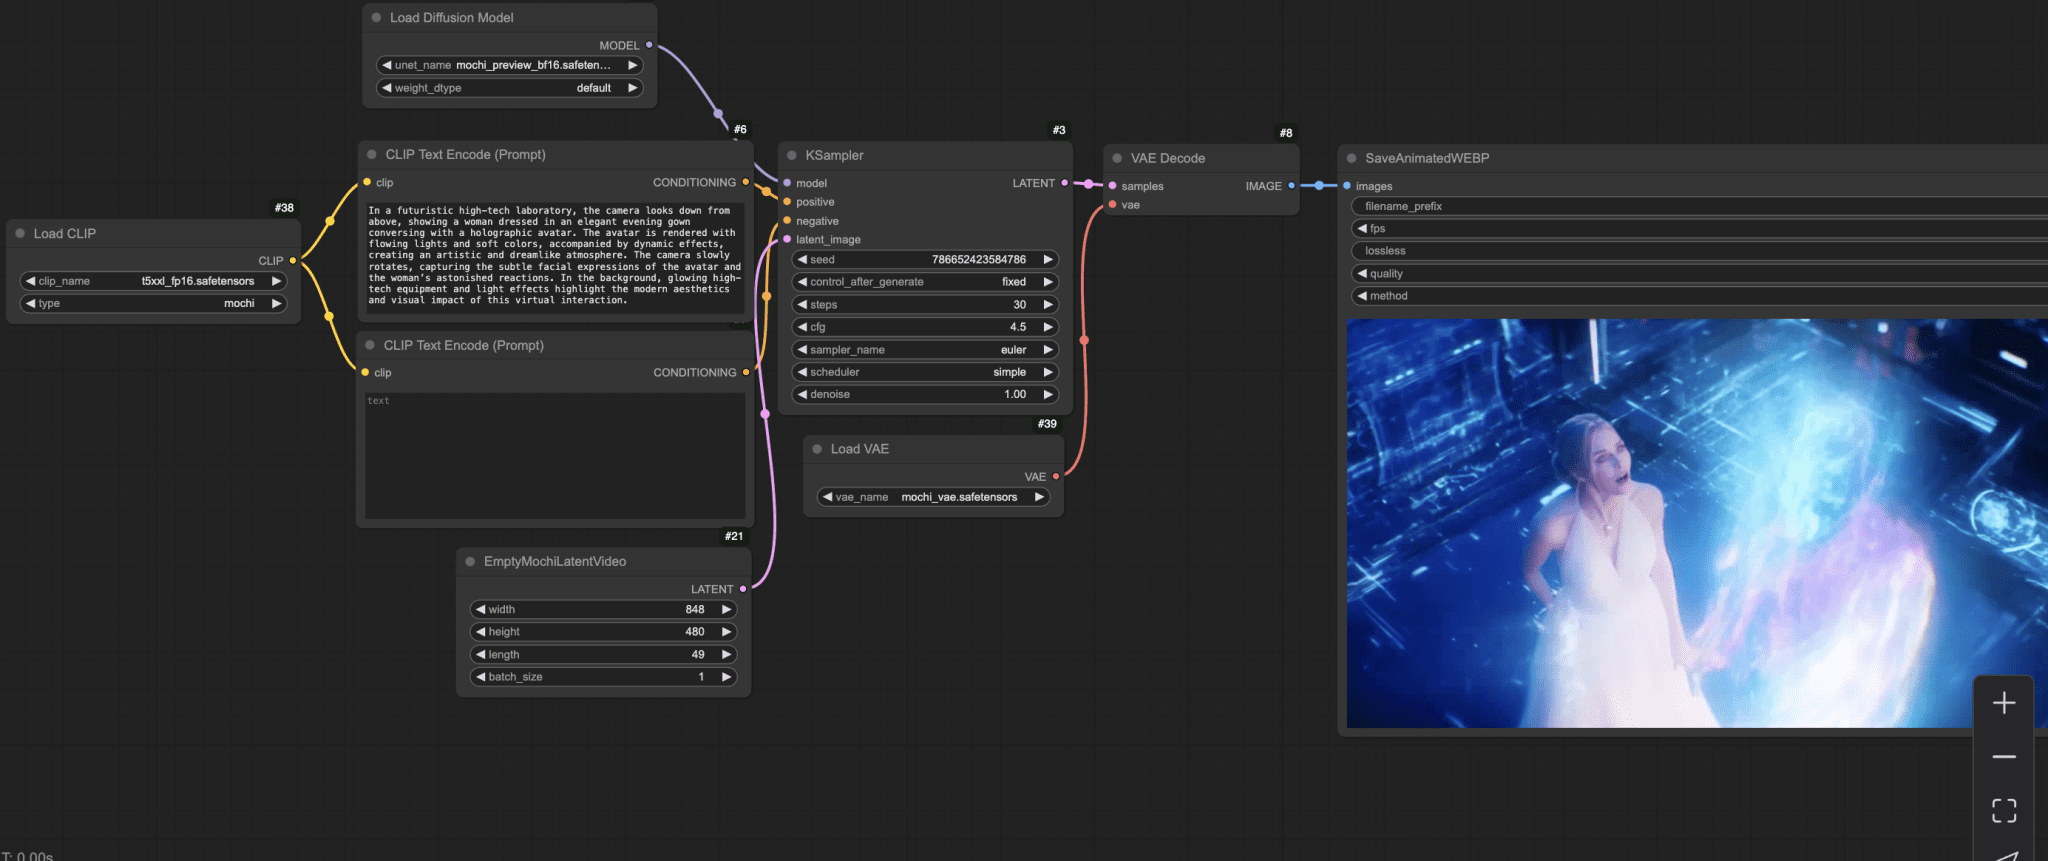 Load Diffusion Model
MODEL
unet_name mochi_preview_bf16.safeten...
weight_dtype default
#6
CLIP Text Encode (Prompt)
clip CONDITIONING
In a futuristic high-tech laboratory, the camera looks down from
above, showing a woman dressed in an elegant evening gown
conversing with a holographic avatar. The avatar is rendered with
flowing lights and soft colors, accompanied by dynamic effects,
creating an artistic and dreamlike atmosphere. The camera slowly
rotates, capturing the subtle facial expressions of the avatar and
the woman's astonished reactions. In the background, glowing high-
tech equipment and light effects highlight the modern aesthetics
and visual impact of this virtual interaction.
#38
Load CLIP
CLIP
clip_name t5xxl_fp16.safetensors
type mochi
CLIP Text Encode (Prompt)
clip CONDITIONING
text
#21
EmptyMochiLatentVideo
LATENT
width 848
height 480
length 49
batch_size 1
#3
KSampler
model LATENT
positive
negative
latent_image
seed 786652423584786
control_after_generate fixed
steps 30
cfg 4.5
sampler_name euler
scheduler simple
denoise 1.00
#39
Load VAE
VAE
vae_name mochi_vae.safetensors
#8
VAE Decode
samples IMAGE
vae
SaveAnimatedWEBP
images
filename_prefix
fps
lossless
quality
method
T: 0.00s